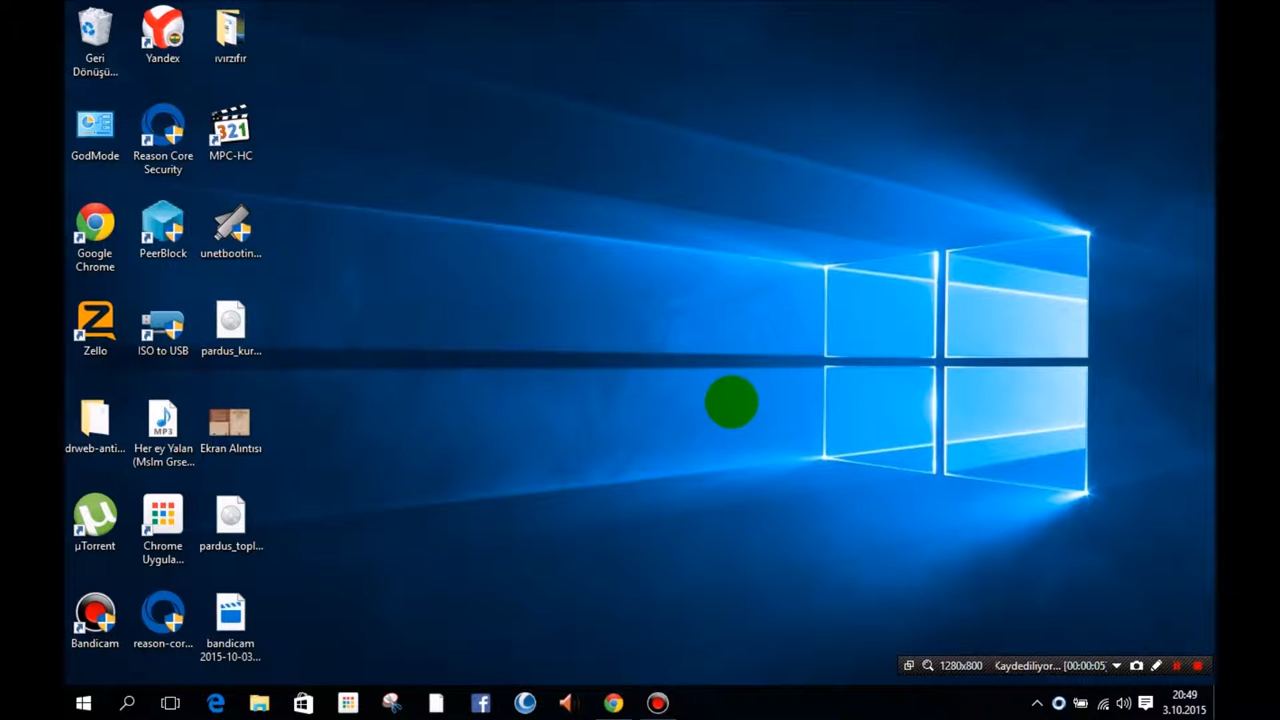 Geri
Dönüşü...
Yandex
ıvırzıfır
GodMode
Reason Core
Security
MPC-HC
321
Google
Chrome
PeerBlock
unetbootin...
Zello
ISO to USB
pardus_kur...
drweb-anti...
MP3
Her ey Yalan
(Mslm Grse...
Ekran Alıntısı
µTorrent
Chrome
Uygula...
pardus_topl...
Bandicam
reason-cor...
bandicam
2015-10-03...
1280x800
Kaydediliyor... [00:00:05]
20:49
3.10.2015